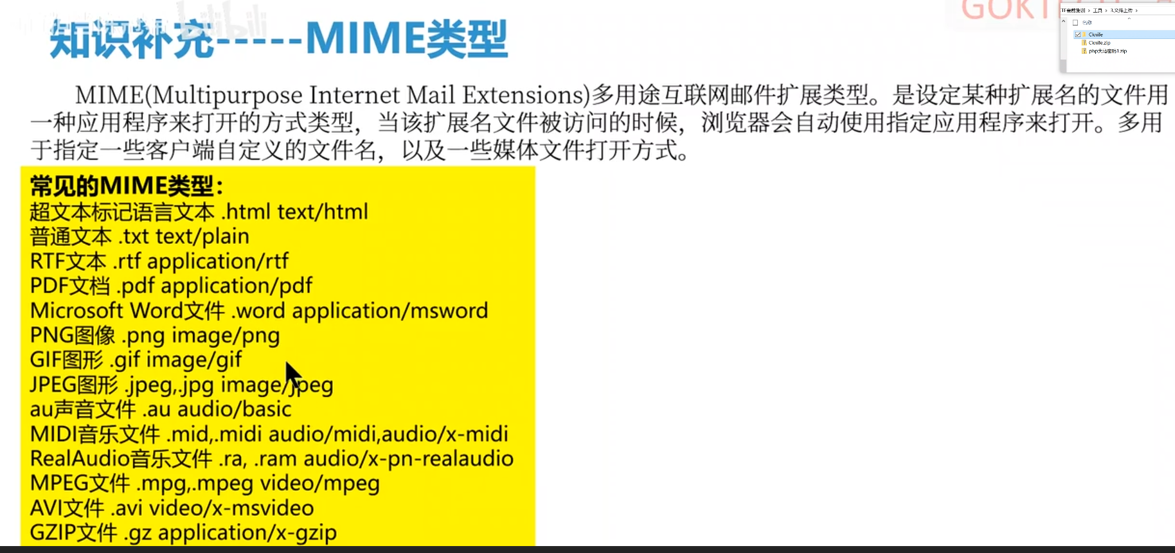 bilibili
GOKTECH
知识补充-----MIME类型
工具
Cknife
Cknife.zip
MIME(Multipurpose Internet Mail Extensions)多用途互联网邮件扩展类型。是设定某种扩展名的文件用
一种应用程序来打开的方式类型，当该扩展名文件被访问的时候，浏览器会自动使用指定应用程序来打开。多用
于指定一些客户端自定义的文件名，以及一些媒体文件打开方式。
常见的MIME类型：
超文本标记语言文本 .html text/html
普通文本 .txt text/plain
RTF文本 .rtf application/rtf
PDF文档 .pdf application/pdf
Microsoft Word文件 .word application/msword
PNG图像 .png image/png
GIF图形 .gif image/gif
JPEG图形 .jpeg,.jpg image/jpeg
au声音文件 .au audio/basic
MIDI音乐文件 .mid,.midi audio/midi,audio/x-midi
RealAudio音乐文件 .ra, .ram audio/x-pn-realaudio
MPEG文件 .mpg,.mpeg video/mpeg
AVI文件 .avi video/x-msvideo
GZIP文件 .gz application/x-gzip